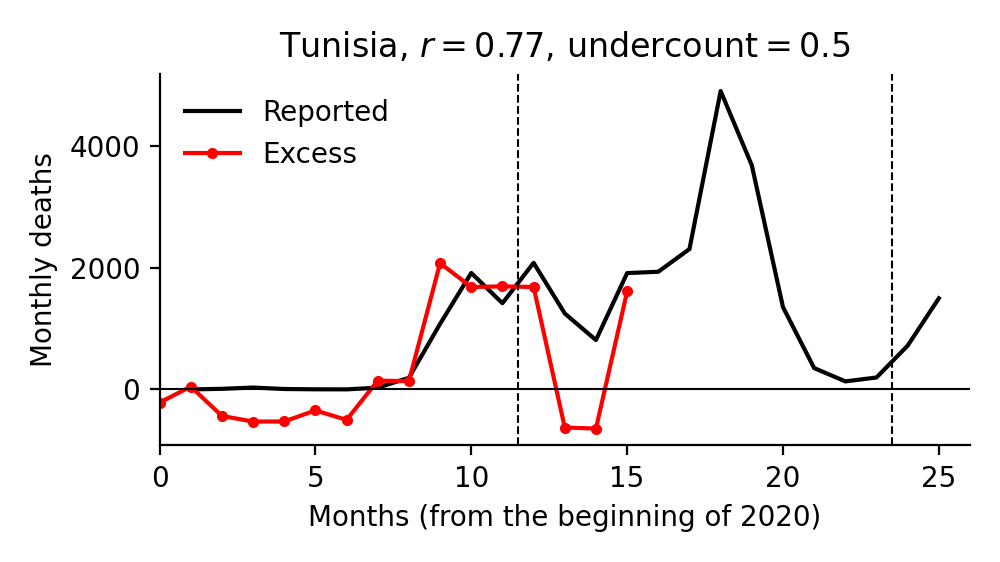 Tunisia, r = 0.77, undercount = 0.5
Reported
Excess
Monthly deaths
4000
2000
0
0 5 10 15 20 25
Months (from the beginning of 2020)